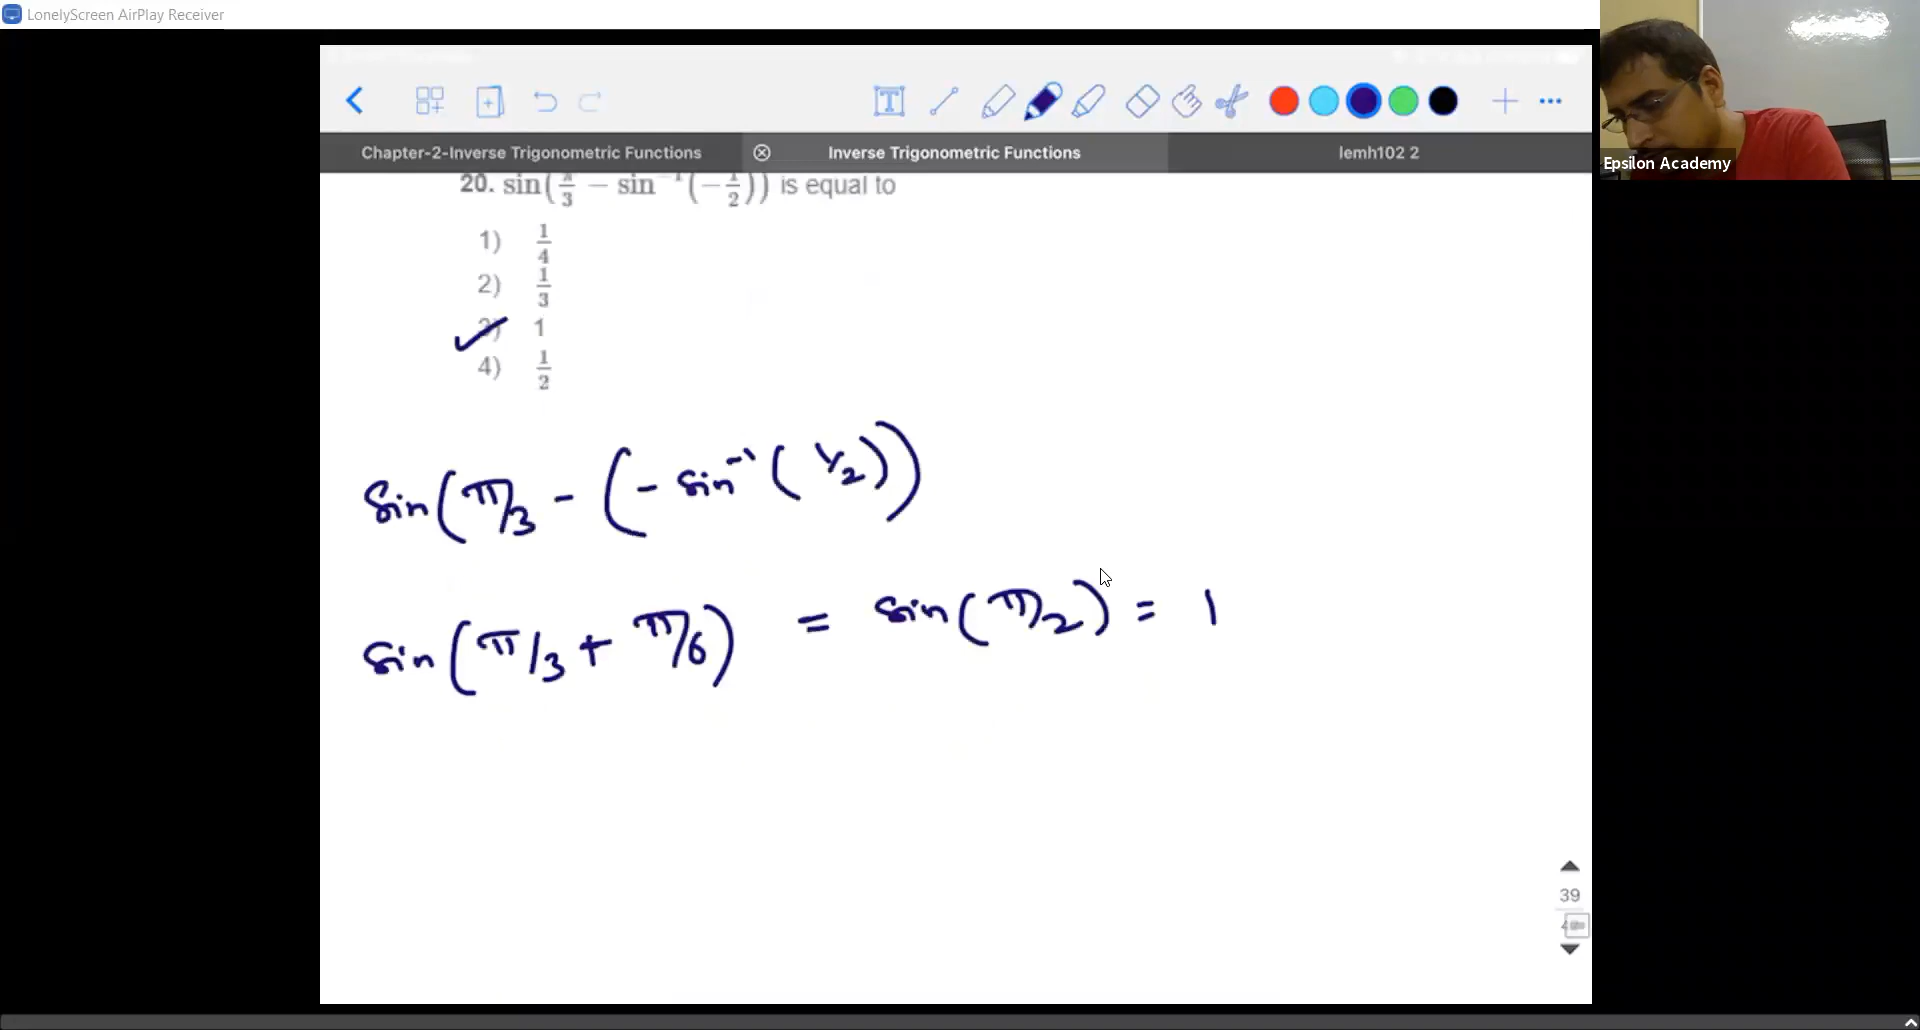 LonelyScreen AirPlay Receiver
Chapter-2-Inverse Trigonometric Functions
Inverse Trigonometric Functions
lemh102 2
Epsilon Academy
20. sin(π/3 − sin⁻¹(−1/2)) is equal to
1) 1/4
2) 1/3
3) 1
4) 1/2
sin(π/3 - (- sin⁻¹(1/2))
sin(π/3 + π/6) = sin(π/2) = 1
39